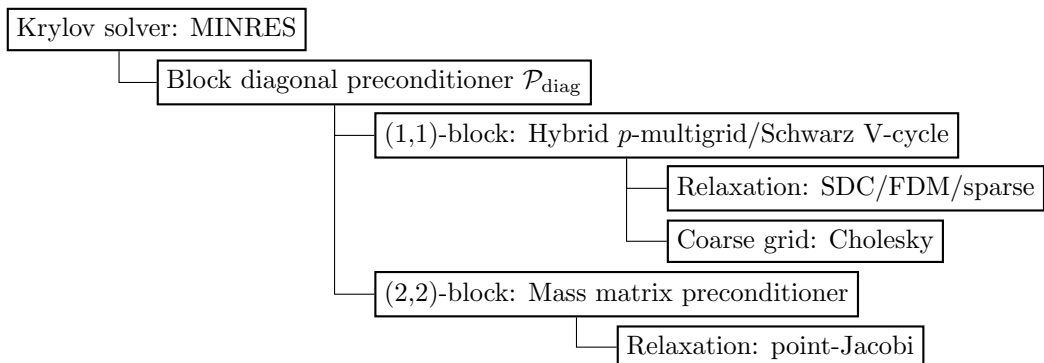 Krylov solver: MINRES
Block diagonal preconditioner 𝒫diag
(1,1)-block: Hybrid p-multigrid/Schwarz V-cycle
Relaxation: SDC/FDM/sparse
Coarse grid: Cholesky
(2,2)-block: Mass matrix preconditioner
Relaxation: point-Jacobi